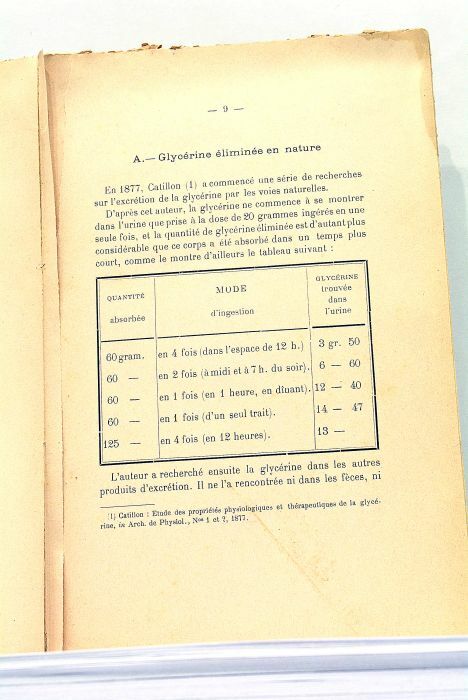 — 9 —
A.— Glycérine éliminée en nature
En 1877, Catillon (1) a commencé une série de recherches
sur l'excrétion de la glycérine par les voies naturelles.
D'après cet auteur, la glycérine ne commence à se montrer
dans l'urine que prise à la dose de 20 grammes ingérés en une
seule fois, et la quantité de glycérine éliminée est d'autant plus
considérable que ce corps a été absorbé dans un temps plus
court, comme le montre d'ailleurs le tableau suivant :
QUANTITÉ absorbée | MODE d'ingestion | GLYCÉRINE trouvée dans l'urine
60 gram. | en 4 fois (dans l'espace de 12 h.) | 3 gr. 50
60 — | en 2 fois (à midi et à 7 h. du soir). | 6 — 60
60 — | en 1 fois (en 1 heure, en diluant). | 12 — 40
60 — | en 1 fois (d'un seul trait). | 14 — 47
125 — | en 4 fois (en 12 heures). | 13 —
L'auteur a recherché ensuite la glycérine dans les autres
produits d'excrétion. Il ne l'a rencontrée ni dans les fèces, ni
(1) Catillon : Etude des propriétés physiologiques et thérapeutiques de la glycé-
rine, in Arch. de Physiol., Nos 1 et 2, 1877.